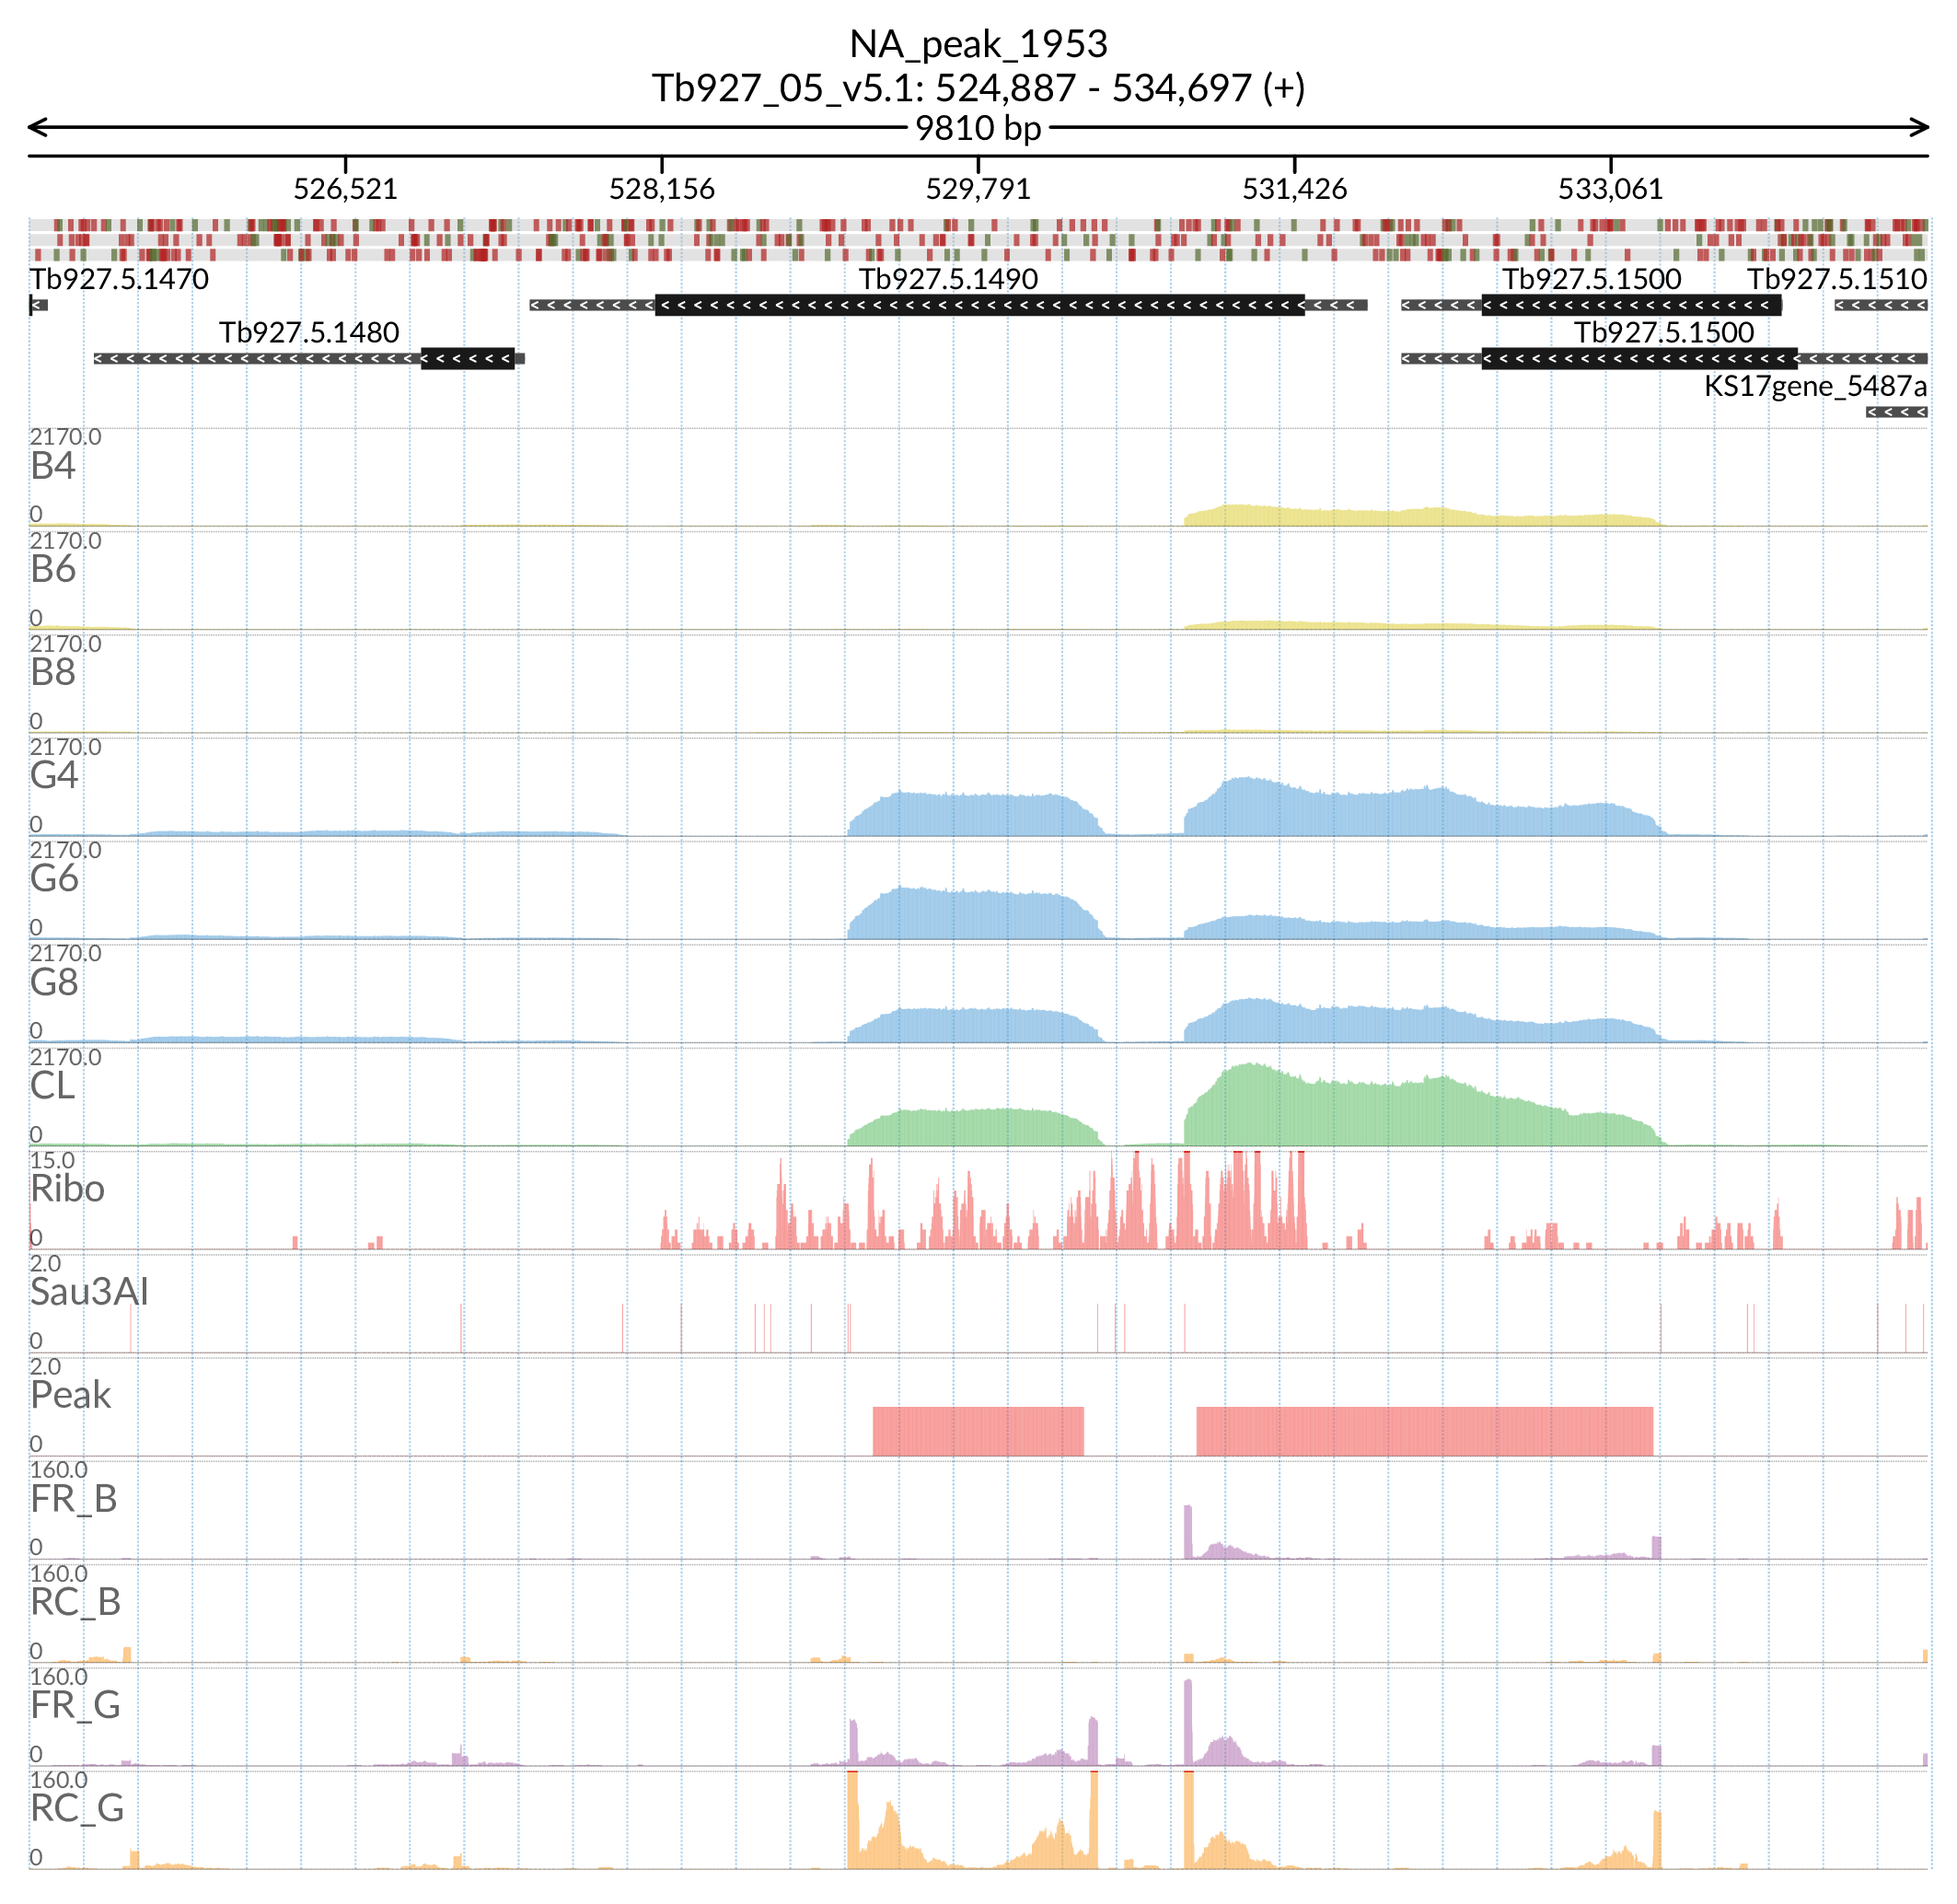 NA_peak_1953
Tb927_05_v5.1: 524,887 - 534,697 (+)
9810 bp
526,521 528,156 529,791 531,426 533,061
Tb927.5.1470 Tb927.5.1490 Tb927.5.1500 Tb927.5.1510
Tb927.5.1480 Tb927.5.1500
KS17gene_5487a
2170.0
B4
0
2170.0
B6
0
2170.0
B8
0
2170.0
G4
0
2170.0
G6
0
2170.0
G8
0
2170.0
CL
0
15.0
Ribo
0
2.0
Sau3AI
0
2.0
Peak
0
160.0
FR_B
0
160.0
RC_B
0
160.0
FR_G
0
160.0
RC_G
0